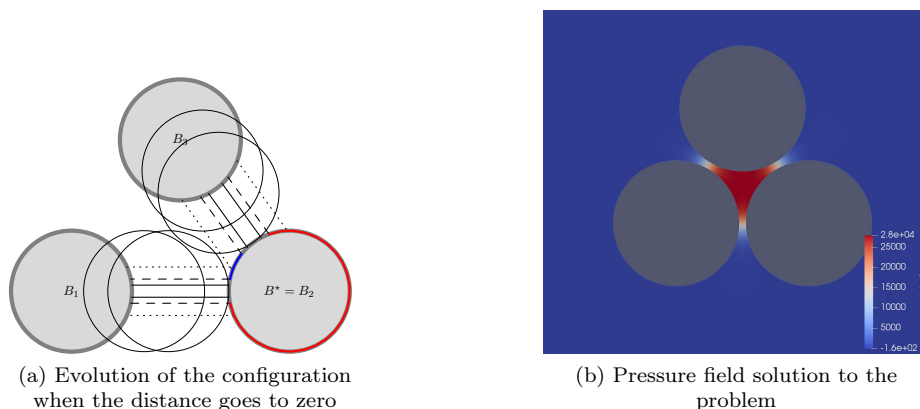 B₃
B₁
B⋆ = B₂
2.8e+04
25000
20000
15000
10000
5000
-1.6e+02
(a) Evolution of the configuration
when the distance goes to zero
(b) Pressure field solution to the
problem